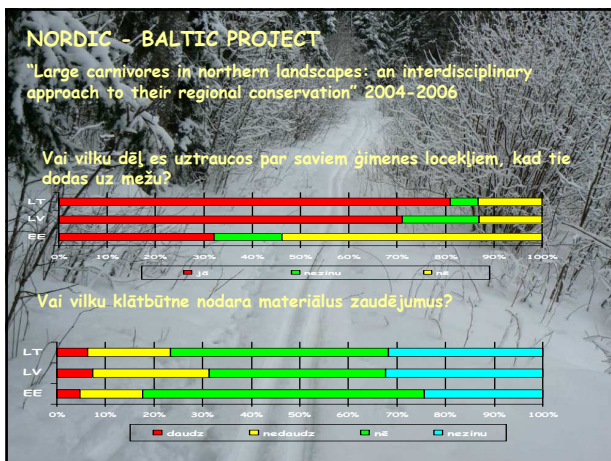 NORDIC - BALTIC PROJECT
"Large carnivores in northern landscapes: an interdisciplinary
approach to their regional conservation" 2004-2006
Vai vilku dēļ es uztraucos par saviem ģimenes locekļiem, kad tie
dodas uz mežu?
LT
LV
EE
0% 10% 20% 30% 40% 50% 60% 70% 80% 90% 100%
jā nezinu nē
Vai vilku klātbūtne nodara materiālus zaudējumus?
LT
LV
EE
0% 10% 20% 30% 40% 50% 60% 70% 80% 90% 100%
daudz nedaudz nē nezinu